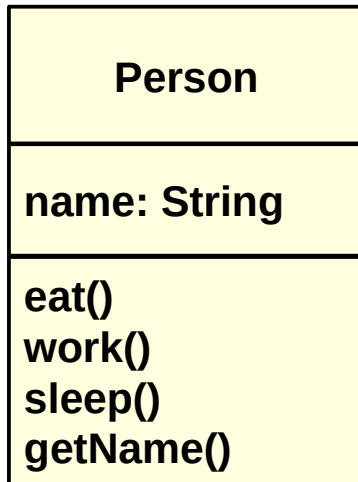 Person
name: String
eat()
work()
sleep()
getName()